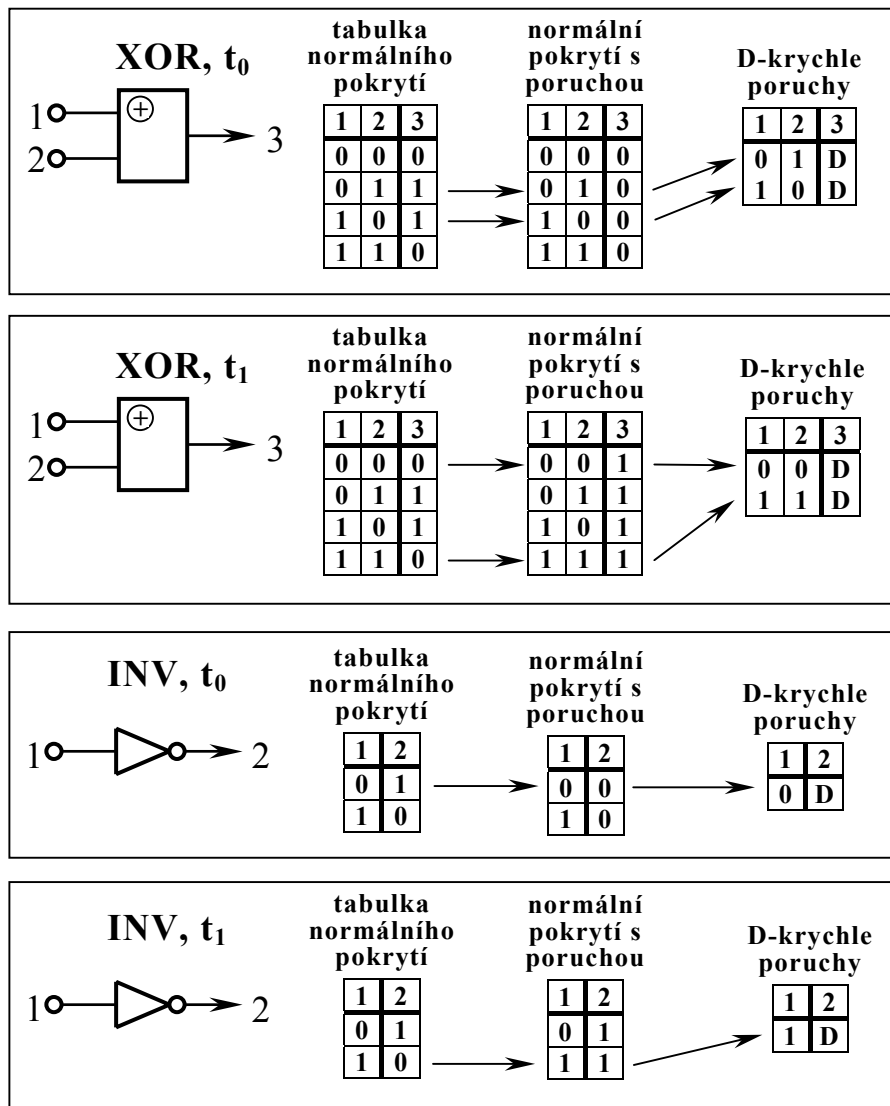 XOR, t0
1
2
3
tabulka
normálního
pokrytí
1 2 3
0 0 0
0 1 1
1 0 1
1 1 0
normální
pokrytí s
poruchou
1 2 3
0 0 0
0 1 0
1 0 0
1 1 0
D-krychle
poruchy
1 2 3
0 1 D
1 0 D
XOR, t1
1
2
3
tabulka
normálního
pokrytí
1 2 3
0 0 0
0 1 1
1 0 1
1 1 0
normální
pokrytí s
poruchou
1 2 3
0 0 1
0 1 1
1 0 1
1 1 1
D-krychle
poruchy
1 2 3
0 0 D
1 1 D
INV, t0
1
2
tabulka
normálního
pokrytí
1 2
0 1
1 0
normální
pokrytí s
poruchou
1 2
0 0
1 0
D-krychle
poruchy
1 2
0 D
INV, t1
1
2
tabulka
normálního
pokrytí
1 2
0 1
1 0
normální
pokrytí s
poruchou
1 2
0 1
1 1
D-krychle
poruchy
1 2
1 D